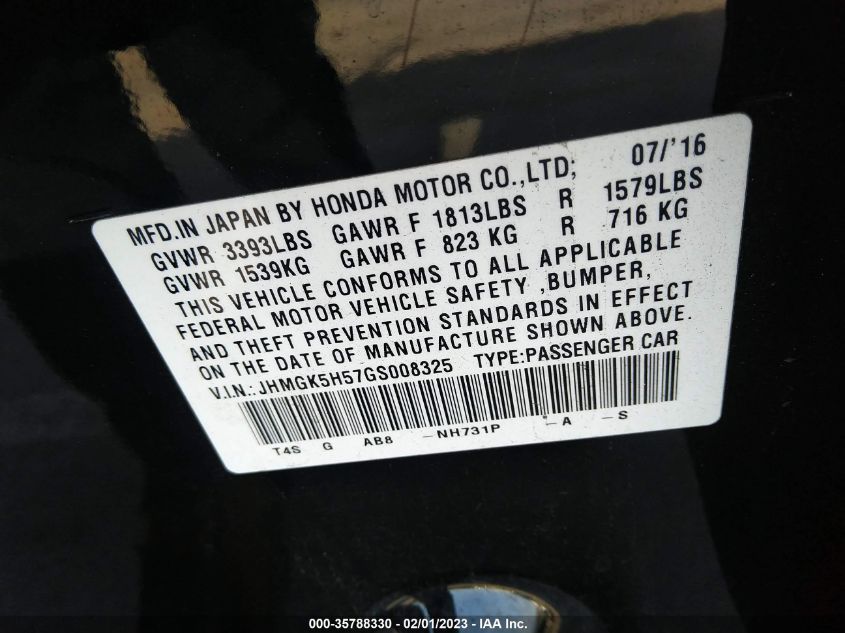 MFD.IN JAPAN BY HONDA MOTOR CO.,LTD; 07/'16
GVWR 3393LBS GAWR F 1813LBS R 1579LBS
GVWR 1539KG GAWR F 823 KG R 716 KG
THIS VEHICLE CONFORMS TO ALL APPLICABLE
FEDERAL MOTOR VEHICLE SAFETY ,BUMPER,
AND THEFT PREVENTION STANDARDS IN EFFECT
ON THE DATE OF MANUFACTURE SHOWN ABOVE.
V.I.N.: JHMGK5H57GS008325 TYPE:PASSENGER CAR
T4S G AB8 -NH731P -A -S
000-35788330 - 02/01/2023 - IAA Inc.